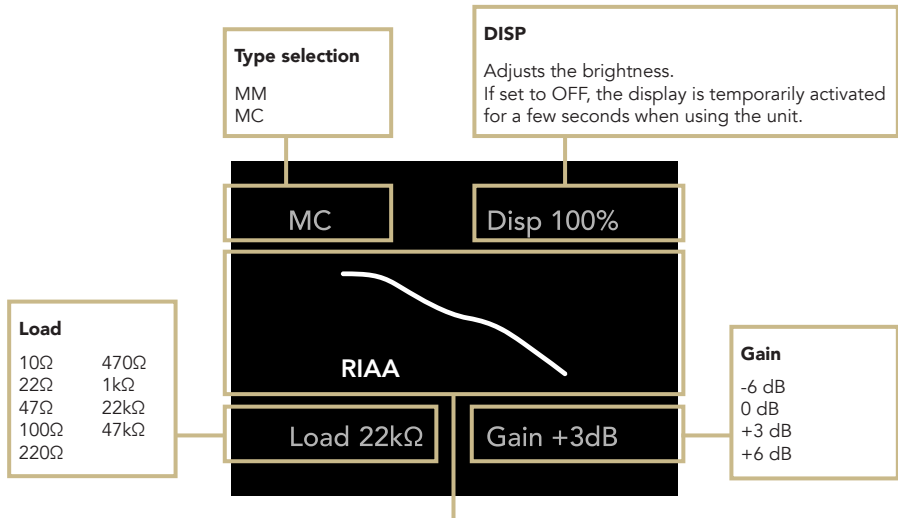 Type selection
MM
MC
DISP
Adjusts the brightness.
If set to OFF, the display is temporarily activated
for a few seconds when using the unit.
MC
Disp 100%
RIAA
Load 22kΩ
Gain +3dB
Load
10Ω 470Ω
22Ω 1kΩ
47Ω 22kΩ
100Ω 47kΩ
220Ω
Gain
-6 dB
0 dB
+3 dB
+6 dB